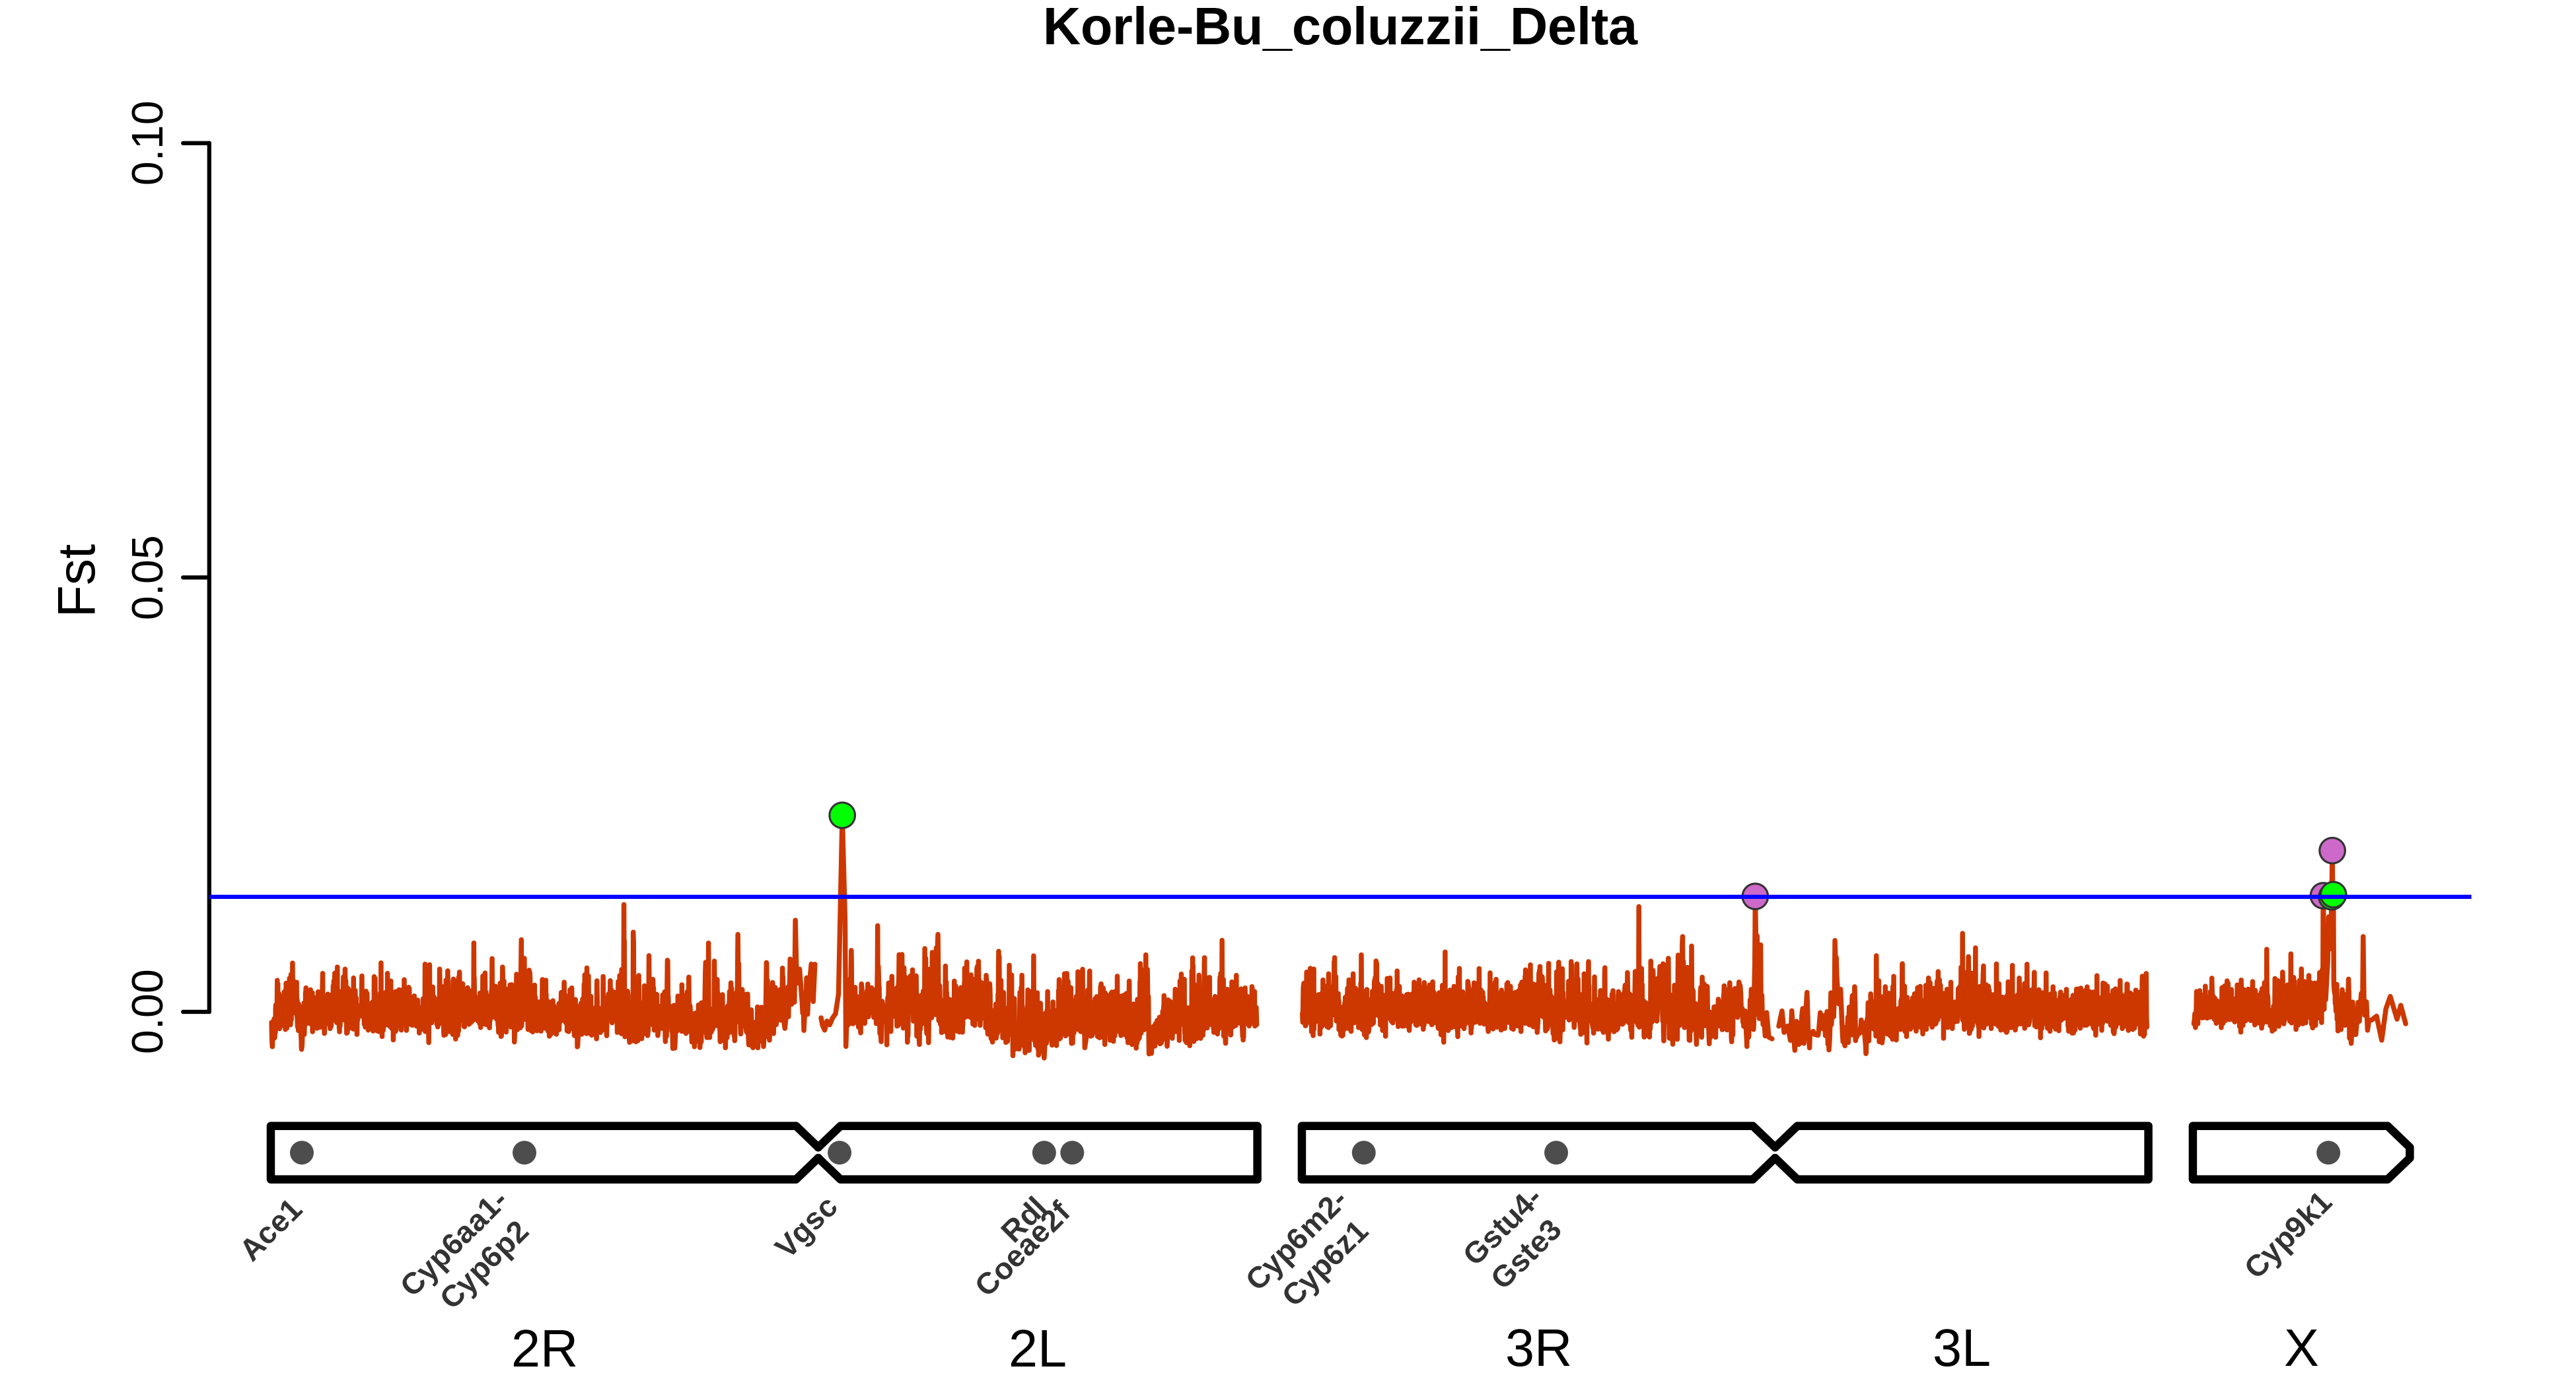 Korle-Bu_coluzzii_Delta
0.10
0.05
0.00
Fst
Ace1
Cyp6aa1-
Cyp6p2
Vgsc
Rdl
Coeae2f
Cyp6m2-
Cyp6z1
Gstu4-
Gste3
Cyp9k1
2R
2L
3R
3L
X